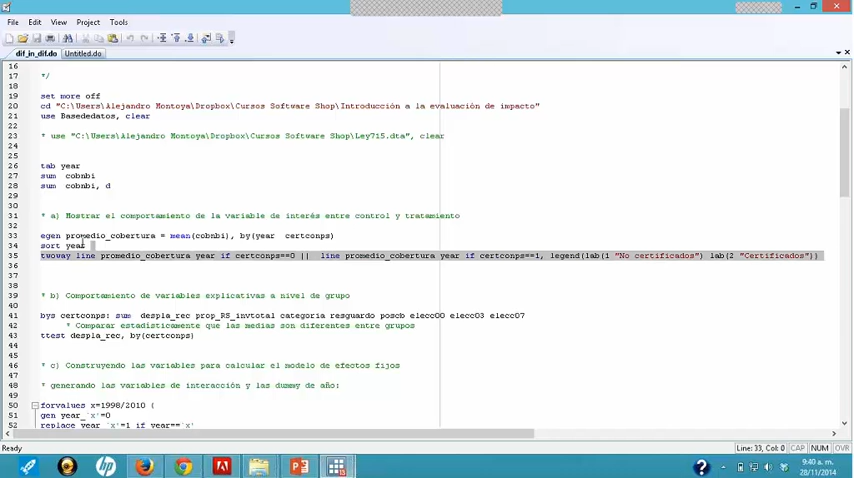 File Edit View Project Tools
dif_in_dif.do Untitled.do
16
17 */
18
19 set more off
20 cd "C:\Users\Alejandro Montoya\Dropbox\Cursos Software Shop\Introducción a la evaluación de impacto"
21 use Basededatos, clear
22
23 * use "C:\Users\Alejandro Montoya\Dropbox\Cursos Software Shop\Ley715.dta", clear
24
25
26 tab year
27 sum cobnbi
28 sum cobnbi, d
29
30
31 * a) Mostrar el comportamiento de la variable de interés entre control y tratamiento
32
33 egen promedio_cobertura = mean(cobnbi), by(year certconps)
34 sort year
35 twoway line promedio_cobertura year if certconps==0 || line promedio_cobertura year if certconps==1, legend(lab(1 "No certificados") lab(2 "Certificados"))
36
37
38
39 * b) Comportamiento de variables explicativas a nivel de grupo
40
41 bys certconps: sum despla_rec prop_RS_invtotal categoria resguardo poscb elecc00 elecc03 elecc07
42 * Comparar estadísticamente que las medias son diferentes entre grupos
43 ttest despla_rec, by(certconps)
44
45
46 * c) Construyendo las variables para calcular el modelo de efectos fijos
47
48 * generando las variables de interacción y las dummy de año:
49
50 forvalues x=1998/2010 {
51 gen year_`x'=0
52 replace year_`x'=1 if year==`x'
Ready Line: 33, Col: 0 CAP NUM OVR
9:40 a. m.
28/11/2014